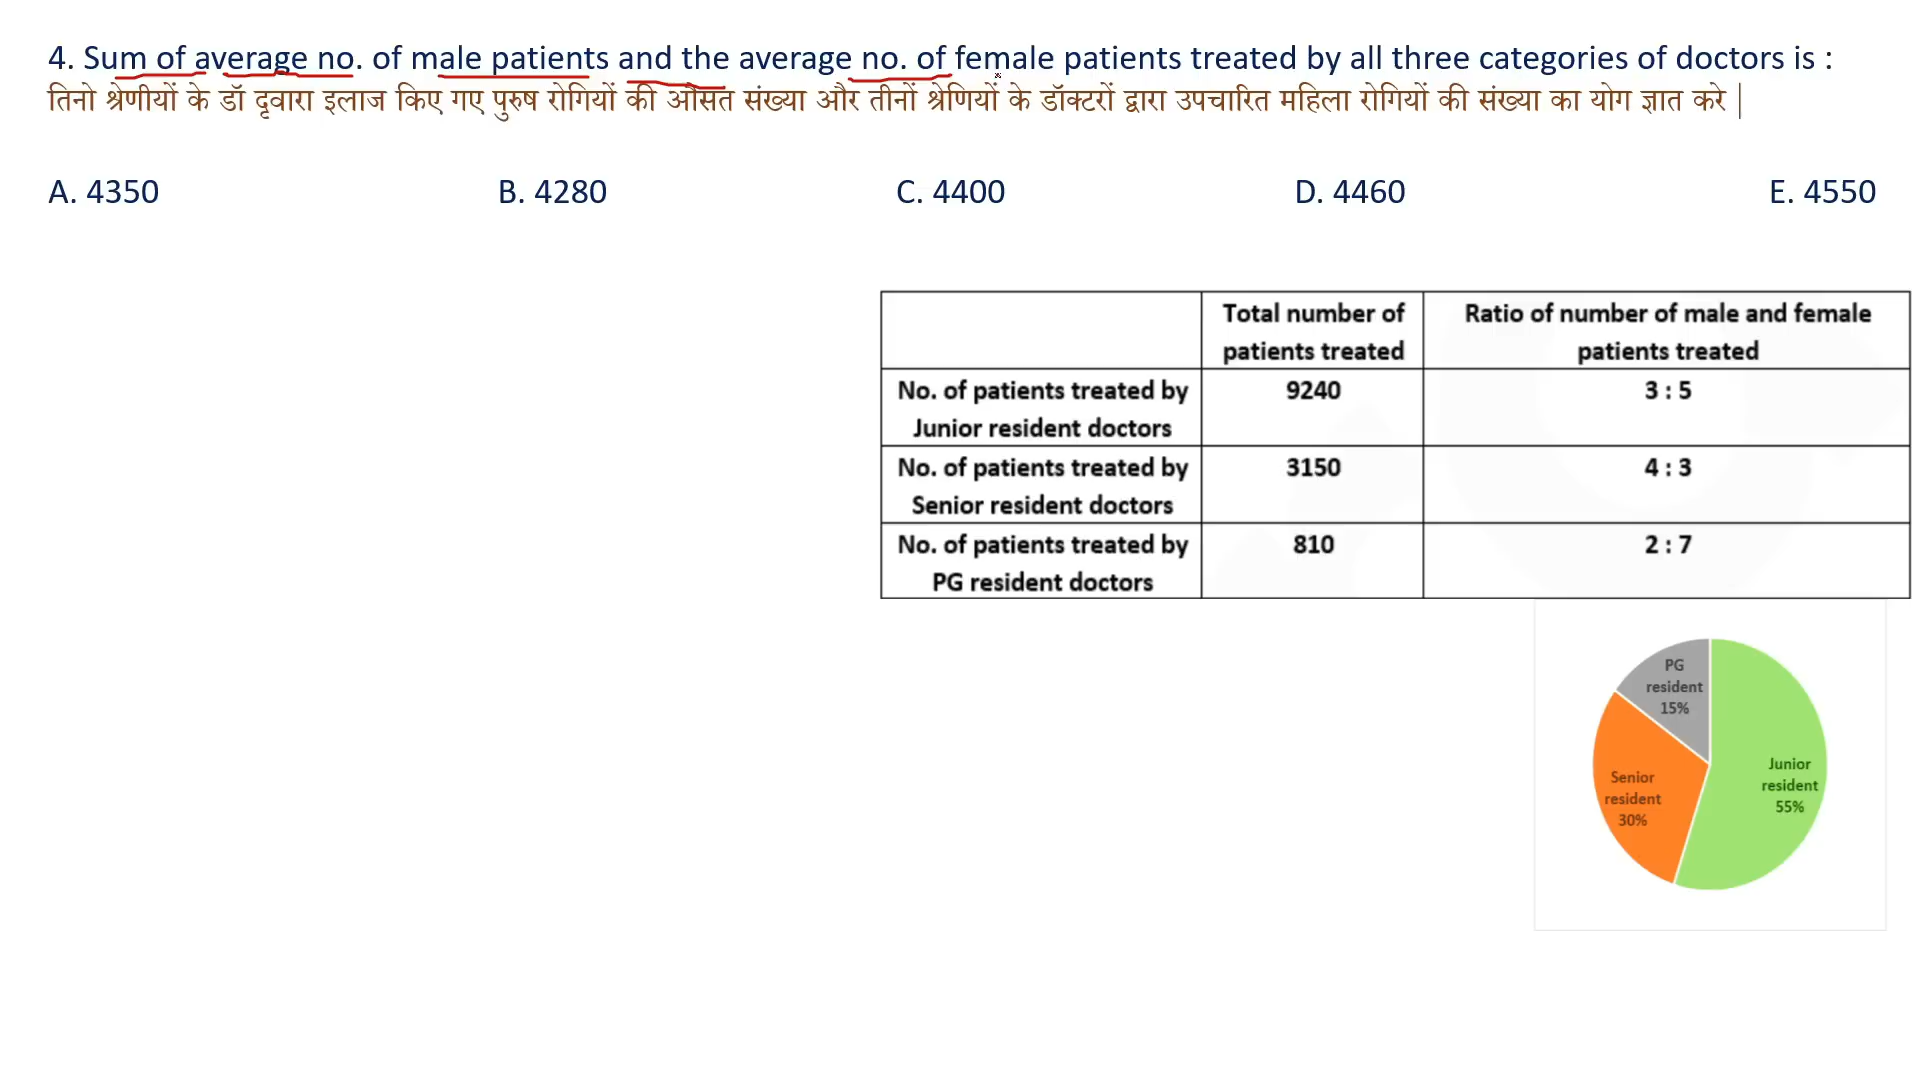 4. Sum of average no. of male patients and the average no. of female patients treated by all three categories of doctors is :
तिनो श्रेणीयों के डॉ दृवारा इलाज किए गए पुरुष रोगियों की औसत संख्या और तीनों श्रेणियों के डॉक्टरों द्वारा उपचारित महिला रोगियों की संख्या का योग ज्ञात करे |
A. 4350 B. 4280 C. 4400 D. 4460 E. 4550
Total number of Ratio of number of male and female
patients treated patients treated
No. of patients treated by 9240 3 : 5
Junior resident doctors
No. of patients treated by 3150 4 : 3
Senior resident doctors
No. of patients treated by 810 2 : 7
PG resident doctors
PG
resident
15%
Junior
resident
55%
Senior
resident
30%